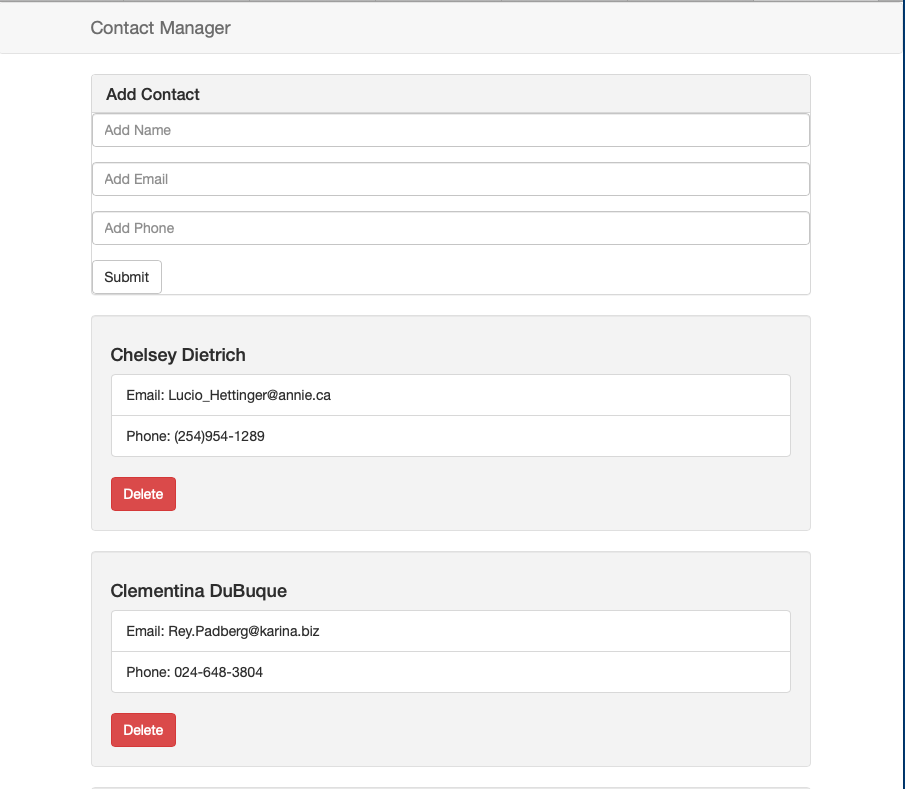 Contact Manager
Add Contact
Add Name
Add Email
Add Phone
Submit
Chelsey Dietrich
Email: Lucio_Hettinger@annie.ca
Phone: (254)954-1289
Delete
Clementina DuBuque
Email: Rey.Padberg@karina.biz
Phone: 024-648-3804
Delete